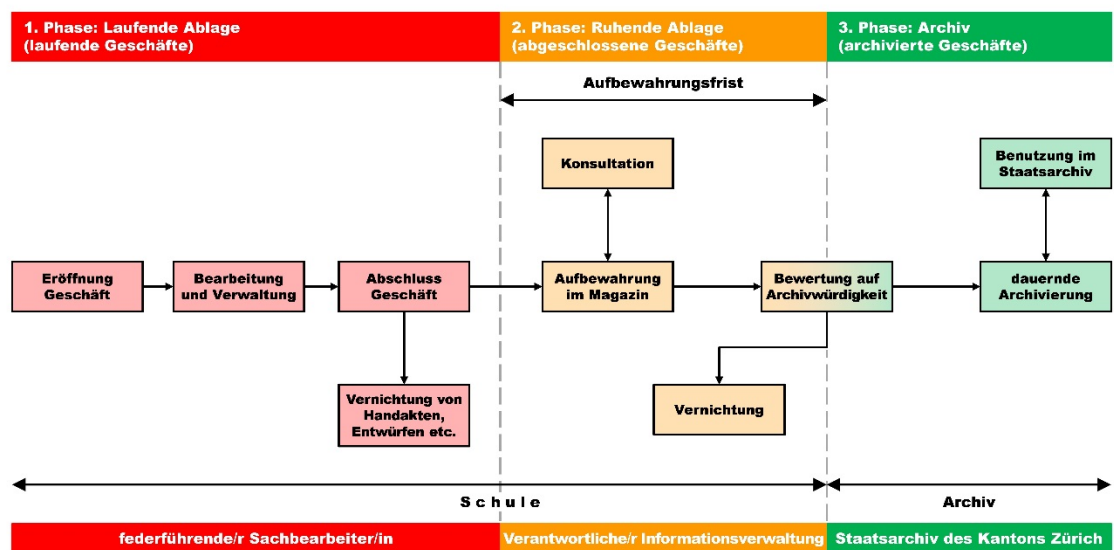 1. Phase: Laufende Ablage
(laufende Geschäfte)
2. Phase: Ruhende Ablage
(abgeschlossene Geschäfte)
3. Phase: Archiv
(archivierte Geschäfte)
Aufbewahrungsfrist
Konsultation
Benutzung im
Staatsarchiv
Eröffnung
Geschäft
Bearbeitung
und Verwaltung
Abschluss
Geschäft
Aufbewahrung
im Magazin
Bewertung auf
Archivwürdigkeit
dauernde
Archivierung
Vernichtung von
Handakten,
Entwürfen etc.
Vernichtung
S c h u l e
Archiv
federführende/r Sachbearbeiter/in
Verantwortliche/r Informationsverwaltung
Staatsarchiv des Kantons Zürich